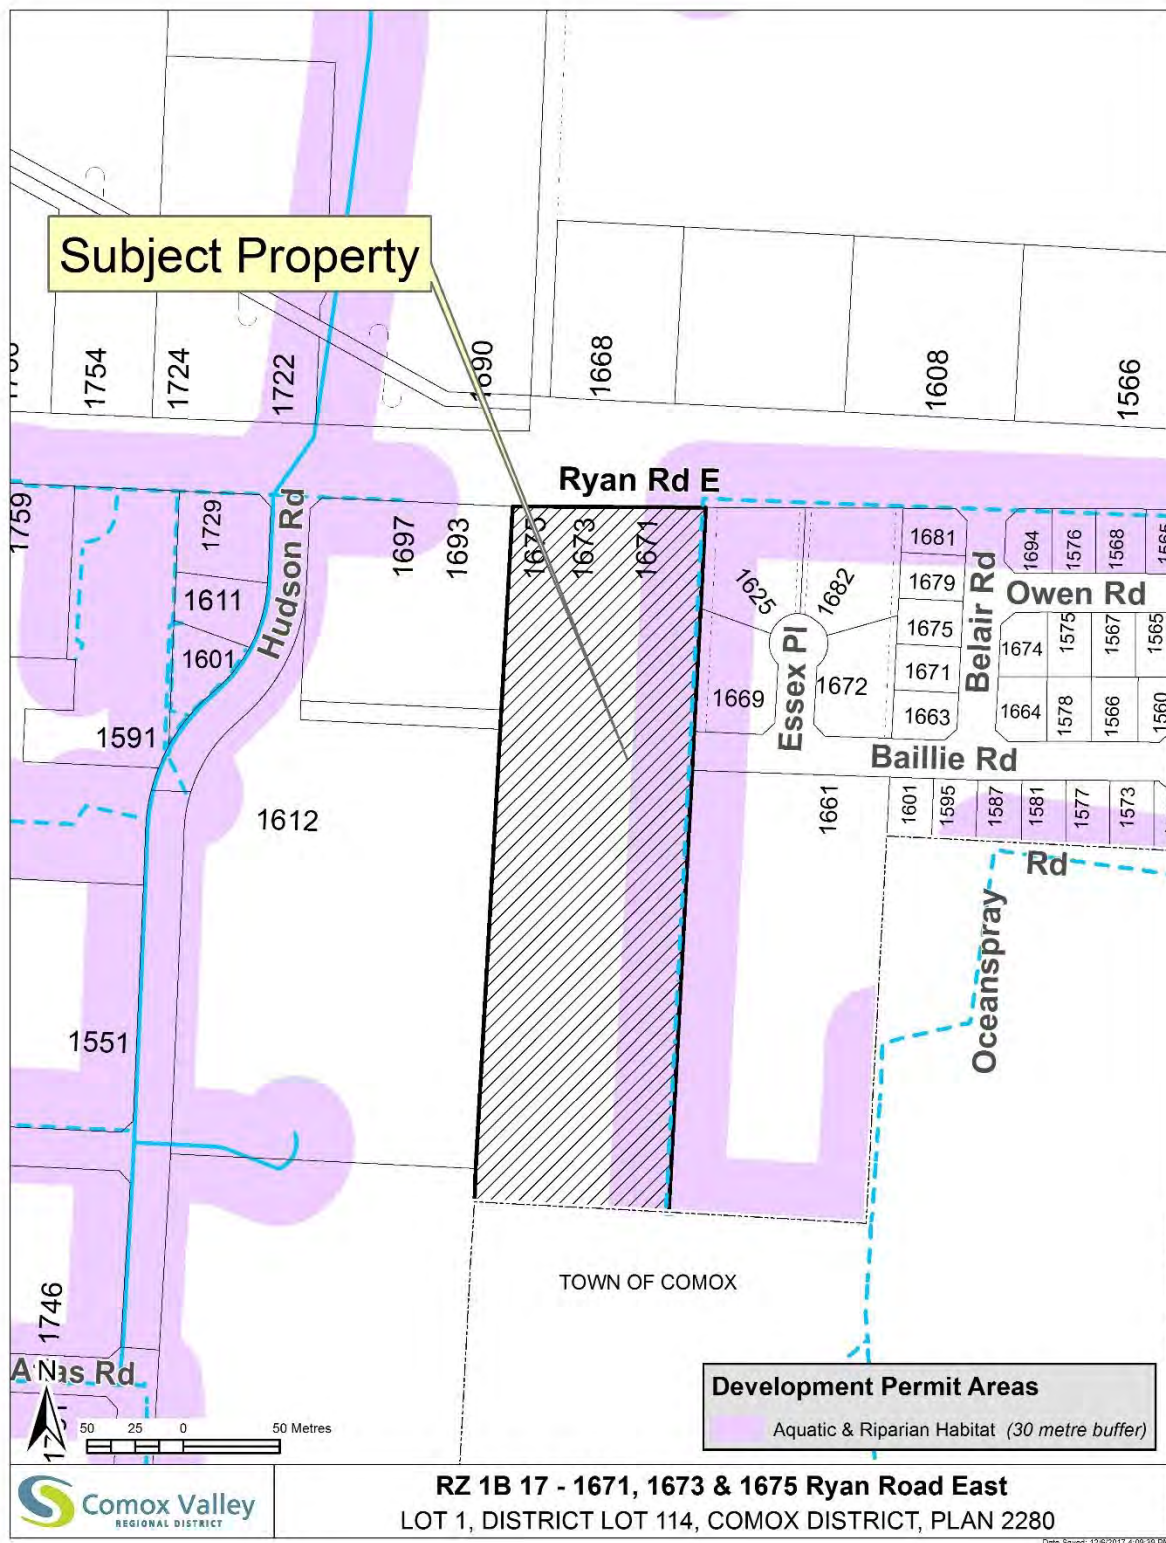 Subject Property
1754
1724
1722
1690
1668
1608
1566
Ryan Rd E
1759
1729
Hudson Rd
1697
1693
1675
1673
1671
1611
1601
1591
1612
1551
1746
1625
1682
Essex Pl
1669
1672
1681
1679
1675
1671
1663
Belair Rd
1694
1576
1568
1565
Owen Rd
1674
1575
1567
1565
1664
1578
1566
1560
Baillie Rd
1661
1601
1595
1587
1581
1577
1573
Oceanspray
Rd
TOWN OF COMOX
Rd
N
50 25 0 50 Metres
Development Permit Areas
Aquatic & Riparian Habitat (30 metre buffer)
Comox Valley
REGIONAL DISTRICT
RZ 1B 17 - 1671, 1673 & 1675 Ryan Road East
LOT 1, DISTRICT LOT 114, COMOX DISTRICT, PLAN 2280